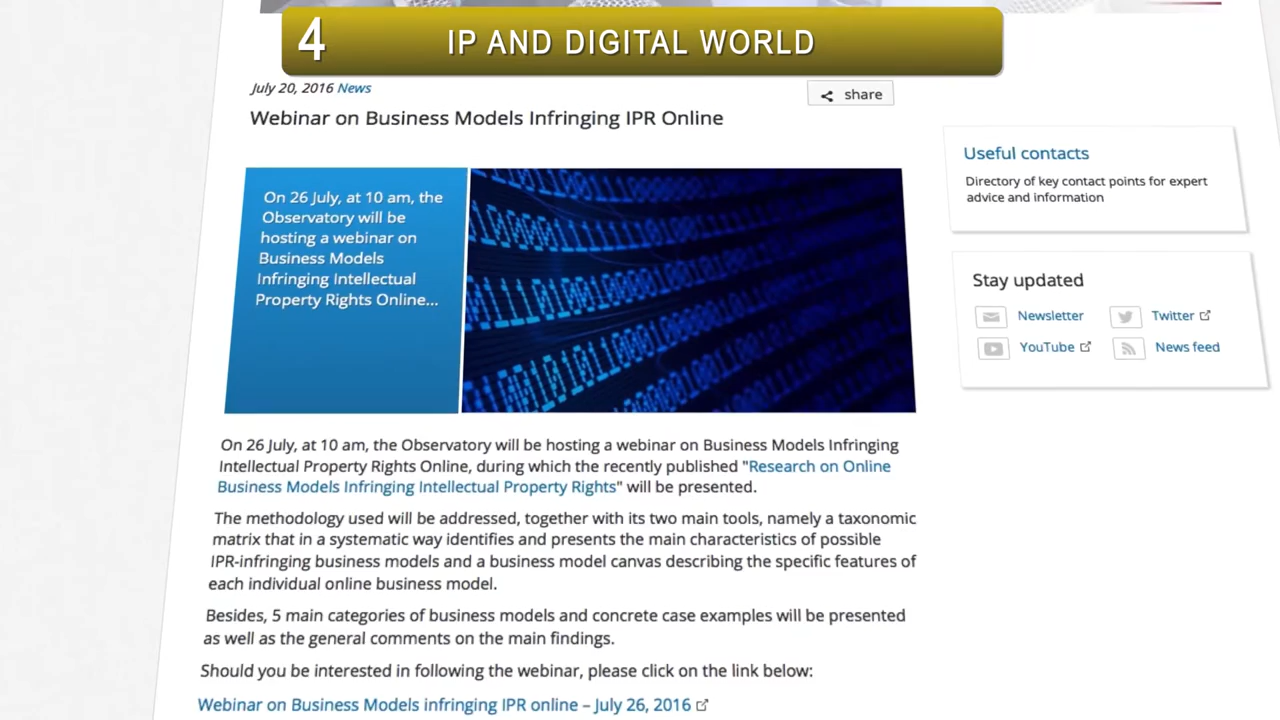 4 IP AND DIGITAL WORLD
July 20, 2016 News
share
Webinar on Business Models Infringing IPR Online
On 26 July, at 10 am, the
Observatory will be
hosting a webinar on
Business Models
Infringing Intellectual
Property Rights Online...
Useful contacts
Directory of key contact points for expert
advice and information
Stay updated
Newsletter
Twitter
YouTube
News feed
On 26 July, at 10 am, the Observatory will be hosting a webinar on Business Models Infringing
Intellectual Property Rights Online, during which the recently published "Research on Online
Business Models Infringing Intellectual Property Rights" will be presented.
The methodology used will be addressed, together with its two main tools, namely a taxonomic
matrix that in a systematic way identifies and presents the main characteristics of possible
IPR-infringing business models and a business model canvas describing the specific features of
each individual online business model.
Besides, 5 main categories of business models and concrete case examples will be presented
as well as the general comments on the main findings.
Should you be interested in following the webinar, please click on the link below:
Webinar on Business Models infringing IPR online – July 26, 2016